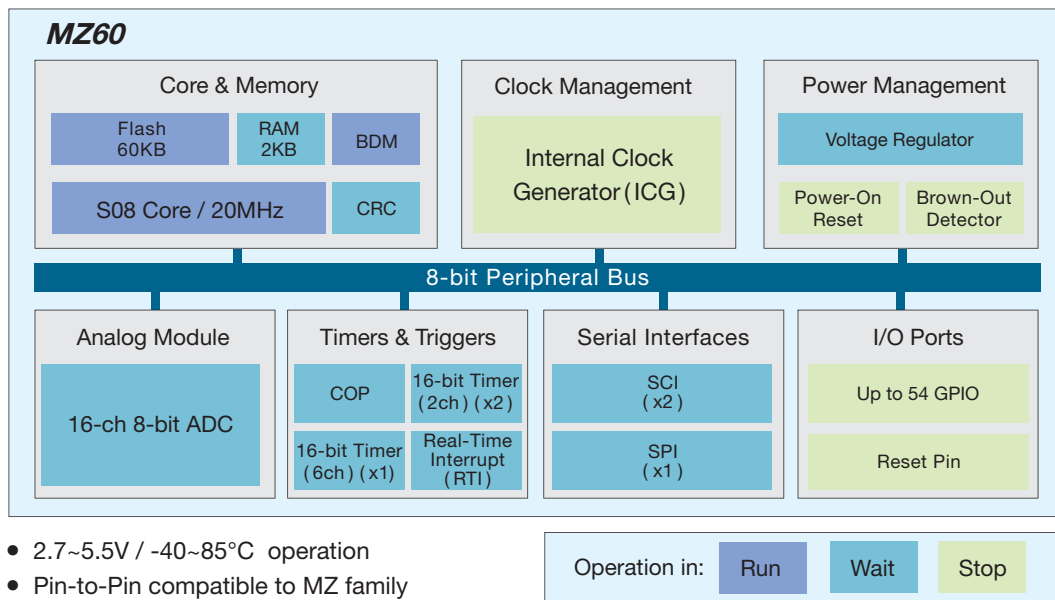 MZ60
Core & Memory
Flash
60KB
RAM
2KB
BDM
S08 Core / 20MHz
CRC
Clock Management
Internal Clock
Generator (ICG)
Power Management
Voltage Regulator
Power-On
Reset
Brown-Out
Detector
8-bit Peripheral Bus
Analog Module
16-ch 8-bit ADC
Timers & Triggers
COP
16-bit Timer
(2ch) (x2)
16-bit Timer
(6ch) (x1)
Real-Time
Interrupt
(RTI)
Serial Interfaces
SCI
(x2)
SPI
(x1)
I/O Ports
Up to 54 GPIO
Reset Pin
• 2.7~5.5V / -40~85°C operation
• Pin-to-Pin compatible to MZ family
Operation in: Run Wait Stop